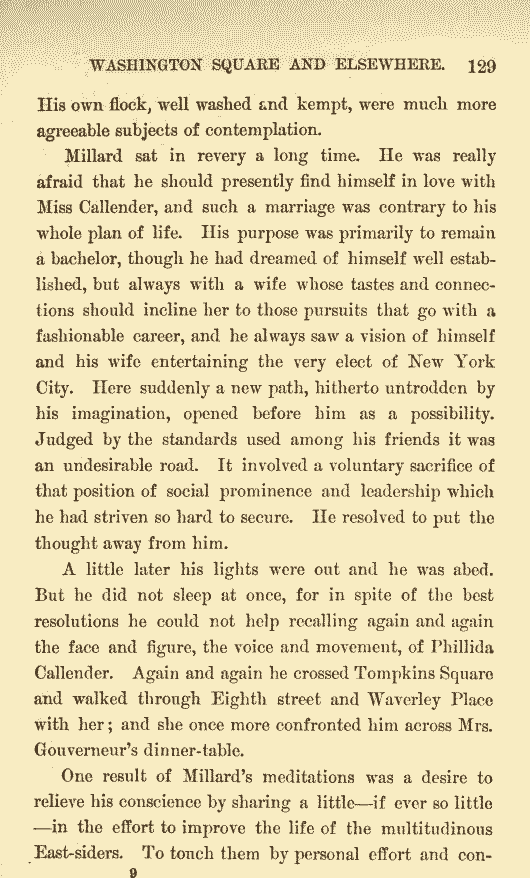 WASHINGTON SQUARE AND ELSEWHERE. 129
His own flock, well washed and kempt, were much more
agreeable subjects of contemplation.
Millard sat in revery a long time. He was really
afraid that he should presently find himself in love with
Miss Callender, and such a marriage was contrary to his
whole plan of life. His purpose was primarily to remain
a bachelor, though he had dreamed of himself well estab-
lished, but always with a wife whose tastes and connec-
tions should incline her to those pursuits that go with a
fashionable career, and he always saw a vision of himself
and his wife entertaining the very elect of New York
City. Here suddenly a new path, hitherto untrodden by
his imagination, opened before him as a possibility.
Judged by the standards used among his friends it was
an undesirable road. It involved a voluntary sacrifice of
that position of social prominence and leadership which
he had striven so hard to secure. He resolved to put the
thought away from him.
A little later his lights were out and he was abed.
But he did not sleep at once, for in spite of the best
resolutions he could not help recalling again and again
the face and figure, the voice and movement, of Phillida
Callender. Again and again he crossed Tompkins Square
and walked through Eighth street and Waverley Place
with her; and she once more confronted him across Mrs.
Gouverneur's dinner-table.
One result of Millard's meditations was a desire to
relieve his conscience by sharing a little—if ever so little
—in the effort to improve the life of the multitudinous
East-siders. To touch them by personal effort and con-
9